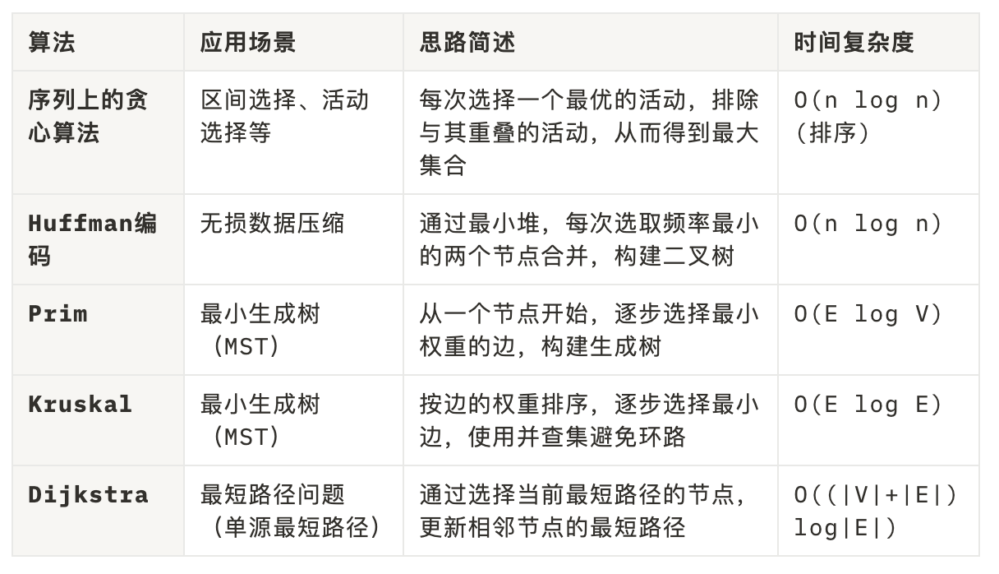 算法
应用场景
思路简述
时间复杂度
序列上的贪
心算法
区间选择、活动
选择等
每次选择一个最优的活动，排除
与其重叠的活动，从而得到最大
集合
O(n log n)
(排序)
Huffman编
码
无损数据压缩
通过最小堆，每次选取频率最小
的两个节点合并，构建二叉树
O(n log n)
Prim
最小生成树
（MST）
从一个节点开始，逐步选择最小
权重的边，构建生成树
O(E log V)
Kruskal
最小生成树
（MST）
按边的权重排序，逐步选择最小
边，使用并查集避免环路
O(E log E)
Dijkstra
最短路径问题
（单源最短路径）
通过选择当前最短路径的节点，
更新相邻节点的最短路径
O((|V|+|E|)
log|E|)